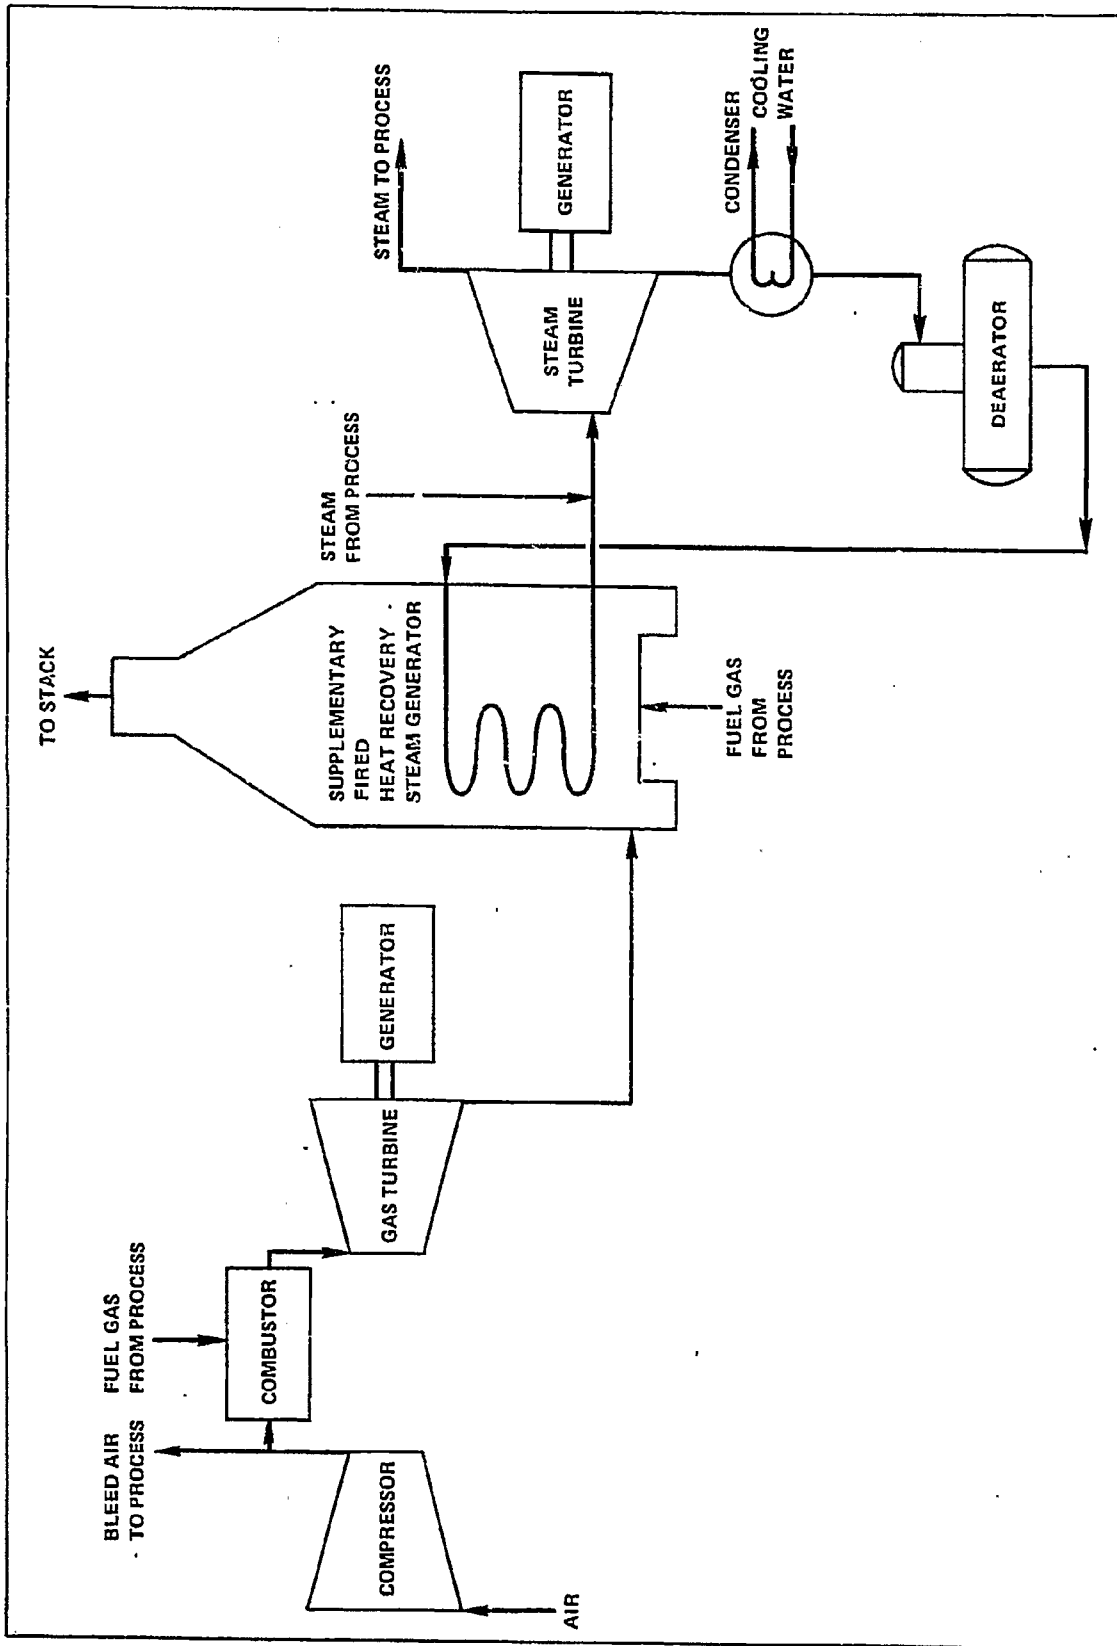 BLEED AIR
TO PROCESS
FUEL GAS
FROM PROCESS
COMPRESSOR
AIR
COMBUSTOR
GAS TURBINE
GENERATOR
TO STACK
SUPPLEMENTARY
FIRED
HEAT RECOVERY
STEAM GENERATOR
FUEL GAS
FROM
PROCESS
STEAM
FROM PROCESS
STEAM TO PROCESS
STEAM
TURBINE
GENERATOR
CONDENSER
COOLING
WATER
DEAERATOR